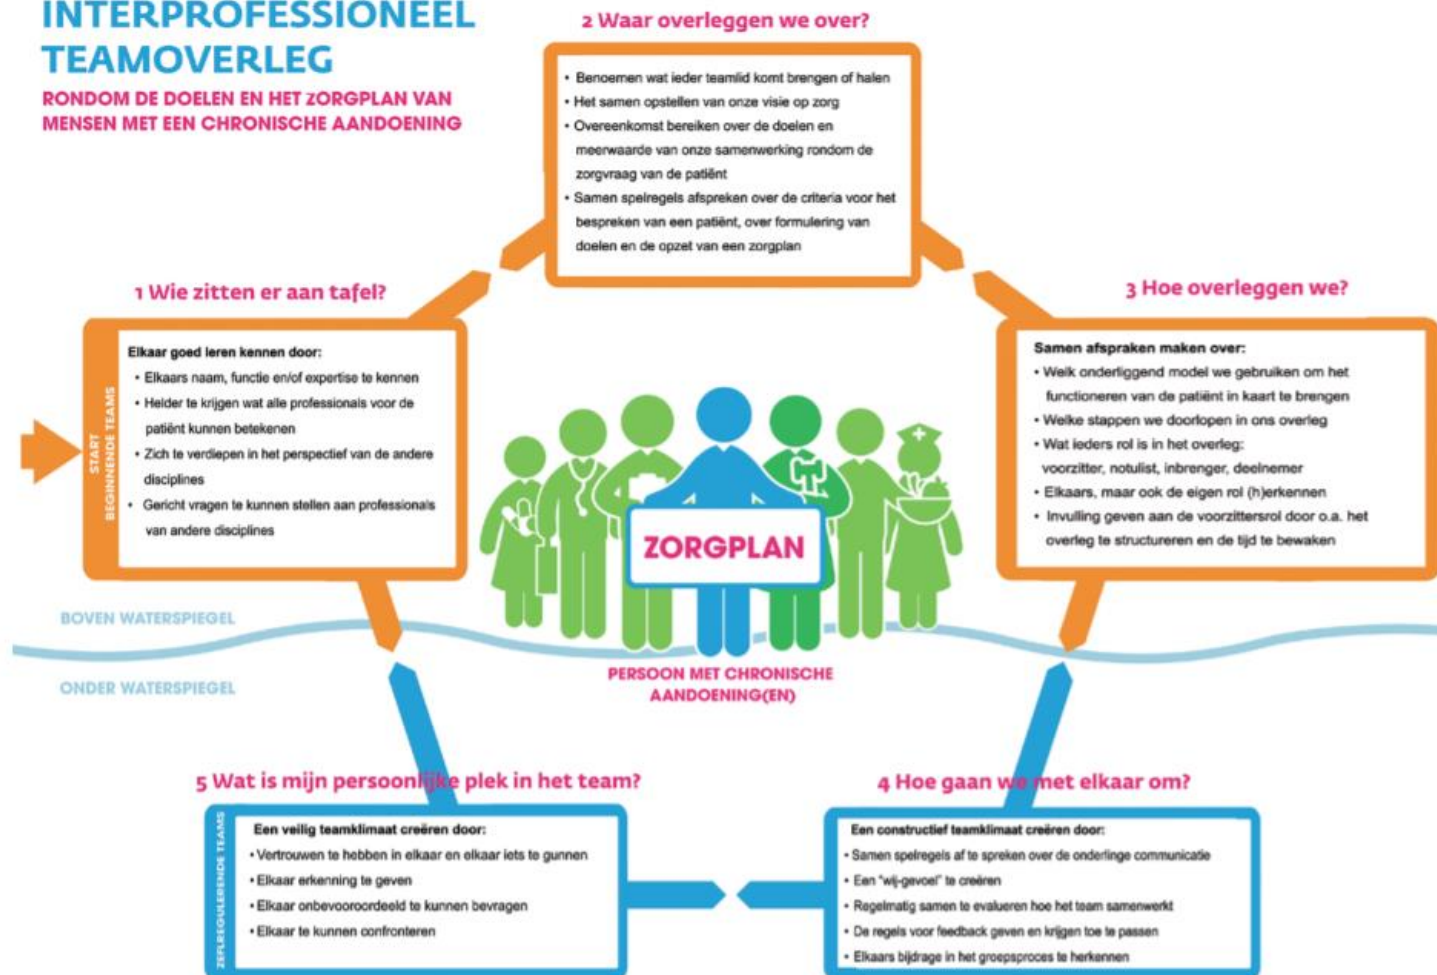 INTERPROFESSIONEEL
TEAMOVERLEG
RONDOM DE DOELEN EN HET ZORGPLAN VAN
MENSEN MET EEN CHRONISCHE AANDOENING
2 Waar overleggen we over?
• Benoemen wat ieder teamlid komt brengen of halen
• Het samen opstellen van onze visie op zorg
• Overeenkomst bereiken over de doelen en
meerwaarde van onze samenwerking rondom de
zorgvraag van de patiënt
• Samen spelregels afspreken over de criteria voor het
bespreken van een patiënt, over formulering van
doelen en de opzet van een zorgplan
1 Wie zitten er aan tafel?
START
BEGINNENDE TEAMS
Elkaar goed leren kennen door:
• Elkaars naam, functie en/of expertise te kennen
• Helder te krijgen wat alle professionals voor de
patiënt kunnen betekenen
• Zich te verdiepen in het perspectief van de andere
disciplines
• Gericht vragen te kunnen stellen aan professionals
van andere disciplines
3 Hoe overleggen we?
Samen afspraken maken over:
• Welk onderliggend model we gebruiken om het
functioneren van de patiënt in kaart te brengen
• Welke stappen we doorlopen in ons overleg
• Wat ieders rol is in het overleg:
voorzitter, notulist, inbrenger, deelnemer
• Elkaars, maar ook de eigen rol (h)erkennen
• Invulling geven aan de voorzittersrol door o.a. het
overleg te structureren en de tijd te bewaken
ZORGPLAN
BOVEN WATERSPIEGEL
ONDER WATERSPIEGEL
PERSOON MET CHRONISCHE
AANDOENING(EN)
5 Wat is mijn persoonlijke plek in het team?
ZEFLREGULERENDE TEAMS
Een veilig teamklimaat creëren door:
• Vertrouwen te hebben in elkaar en elkaar iets te gunnen
• Elkaar erkenning te geven
• Elkaar onbevooroordeeld te kunnen bevragen
• Elkaar te kunnen confronteren
4 Hoe gaan we met elkaar om?
Een constructief teamklimaat creëren door:
• Samen spelregels af te spreken over de onderlinge communicatie
• Een "wij-gevoel" te creëren
• Regelmatig samen te evalueren hoe het team samenwerkt
• De regels voor feedback geven en krijgen toe te passen
• Elkaars bijdrage in het groepsproces te herkennen